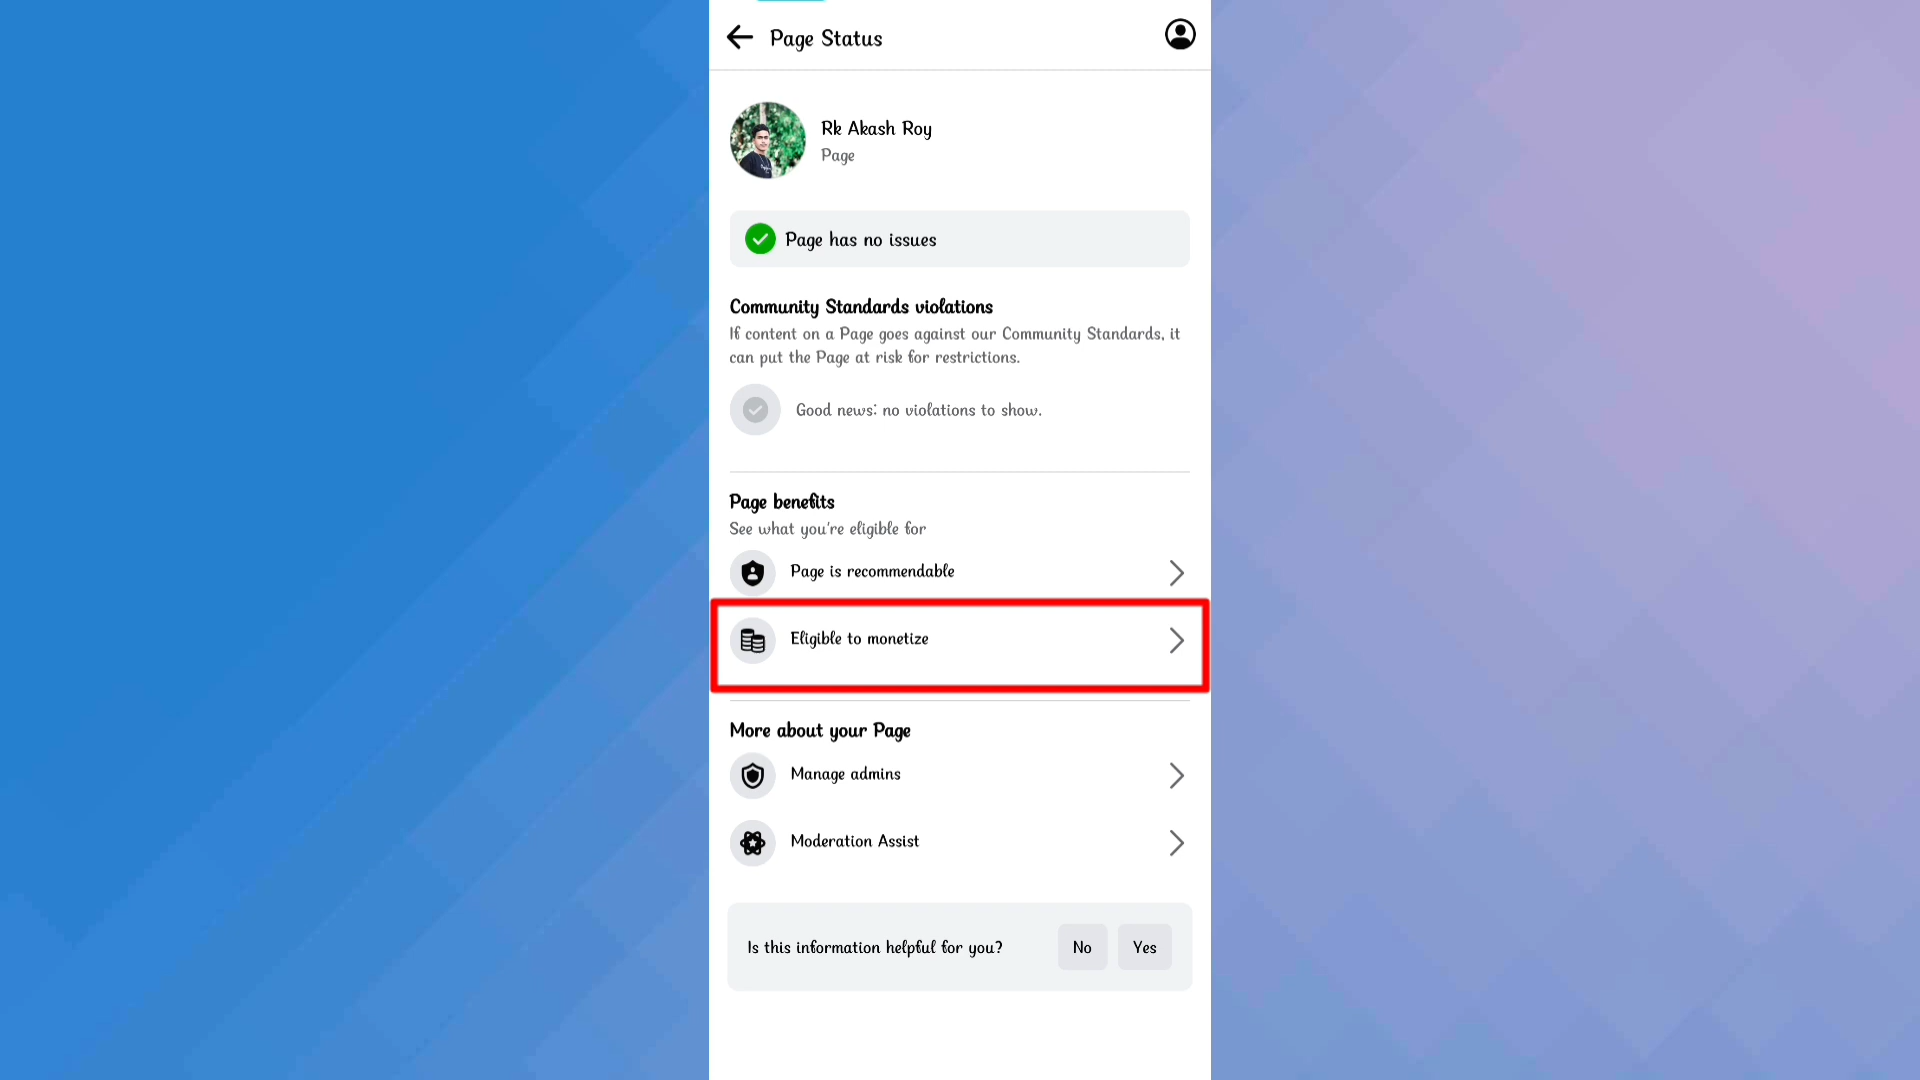 Page Status
Rk Akash Roy
Page
Page has no issues
Community Standards violations
If content on a Page goes against our Community Standards, it
can put the Page at risk for restrictions.
Good news: no violations to show.
Page benefits
See what you're eligible for
Page is recommendable
Eligible to monetize
More about your Page
Manage admins
Moderation Assist
Is this information helpful for you?
No
Yes